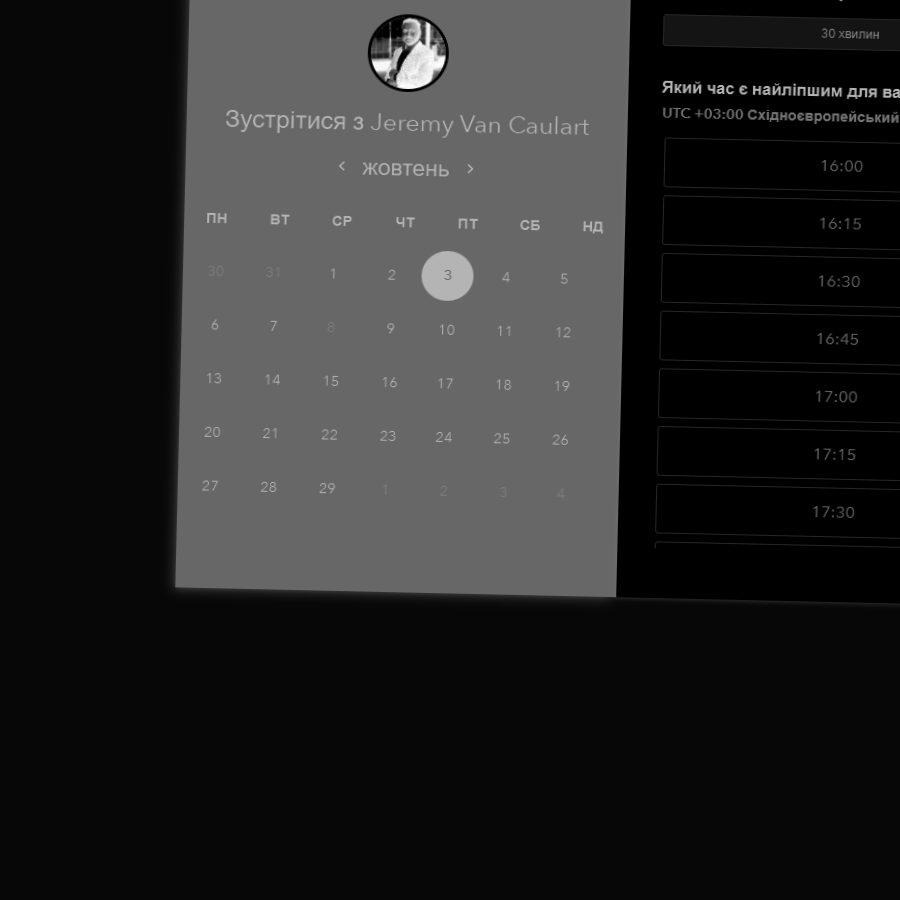 Зустрітися з Jeremy Van Caulart
жовтень
ПН ВТ СР ЧТ ПТ СБ НД
30 31 1 2 3 4 5
6 7 8 9 10 11 12
13 14 15 16 17 18 19
20 21 22 23 24 25 26
27 28 29 1 2 3 4
30 хвилин
Який час є найліпшим для ва
UTC +03:00 Східноєвропейський
16:00
16:15
16:30
16:45
17:00
17:15
17:30